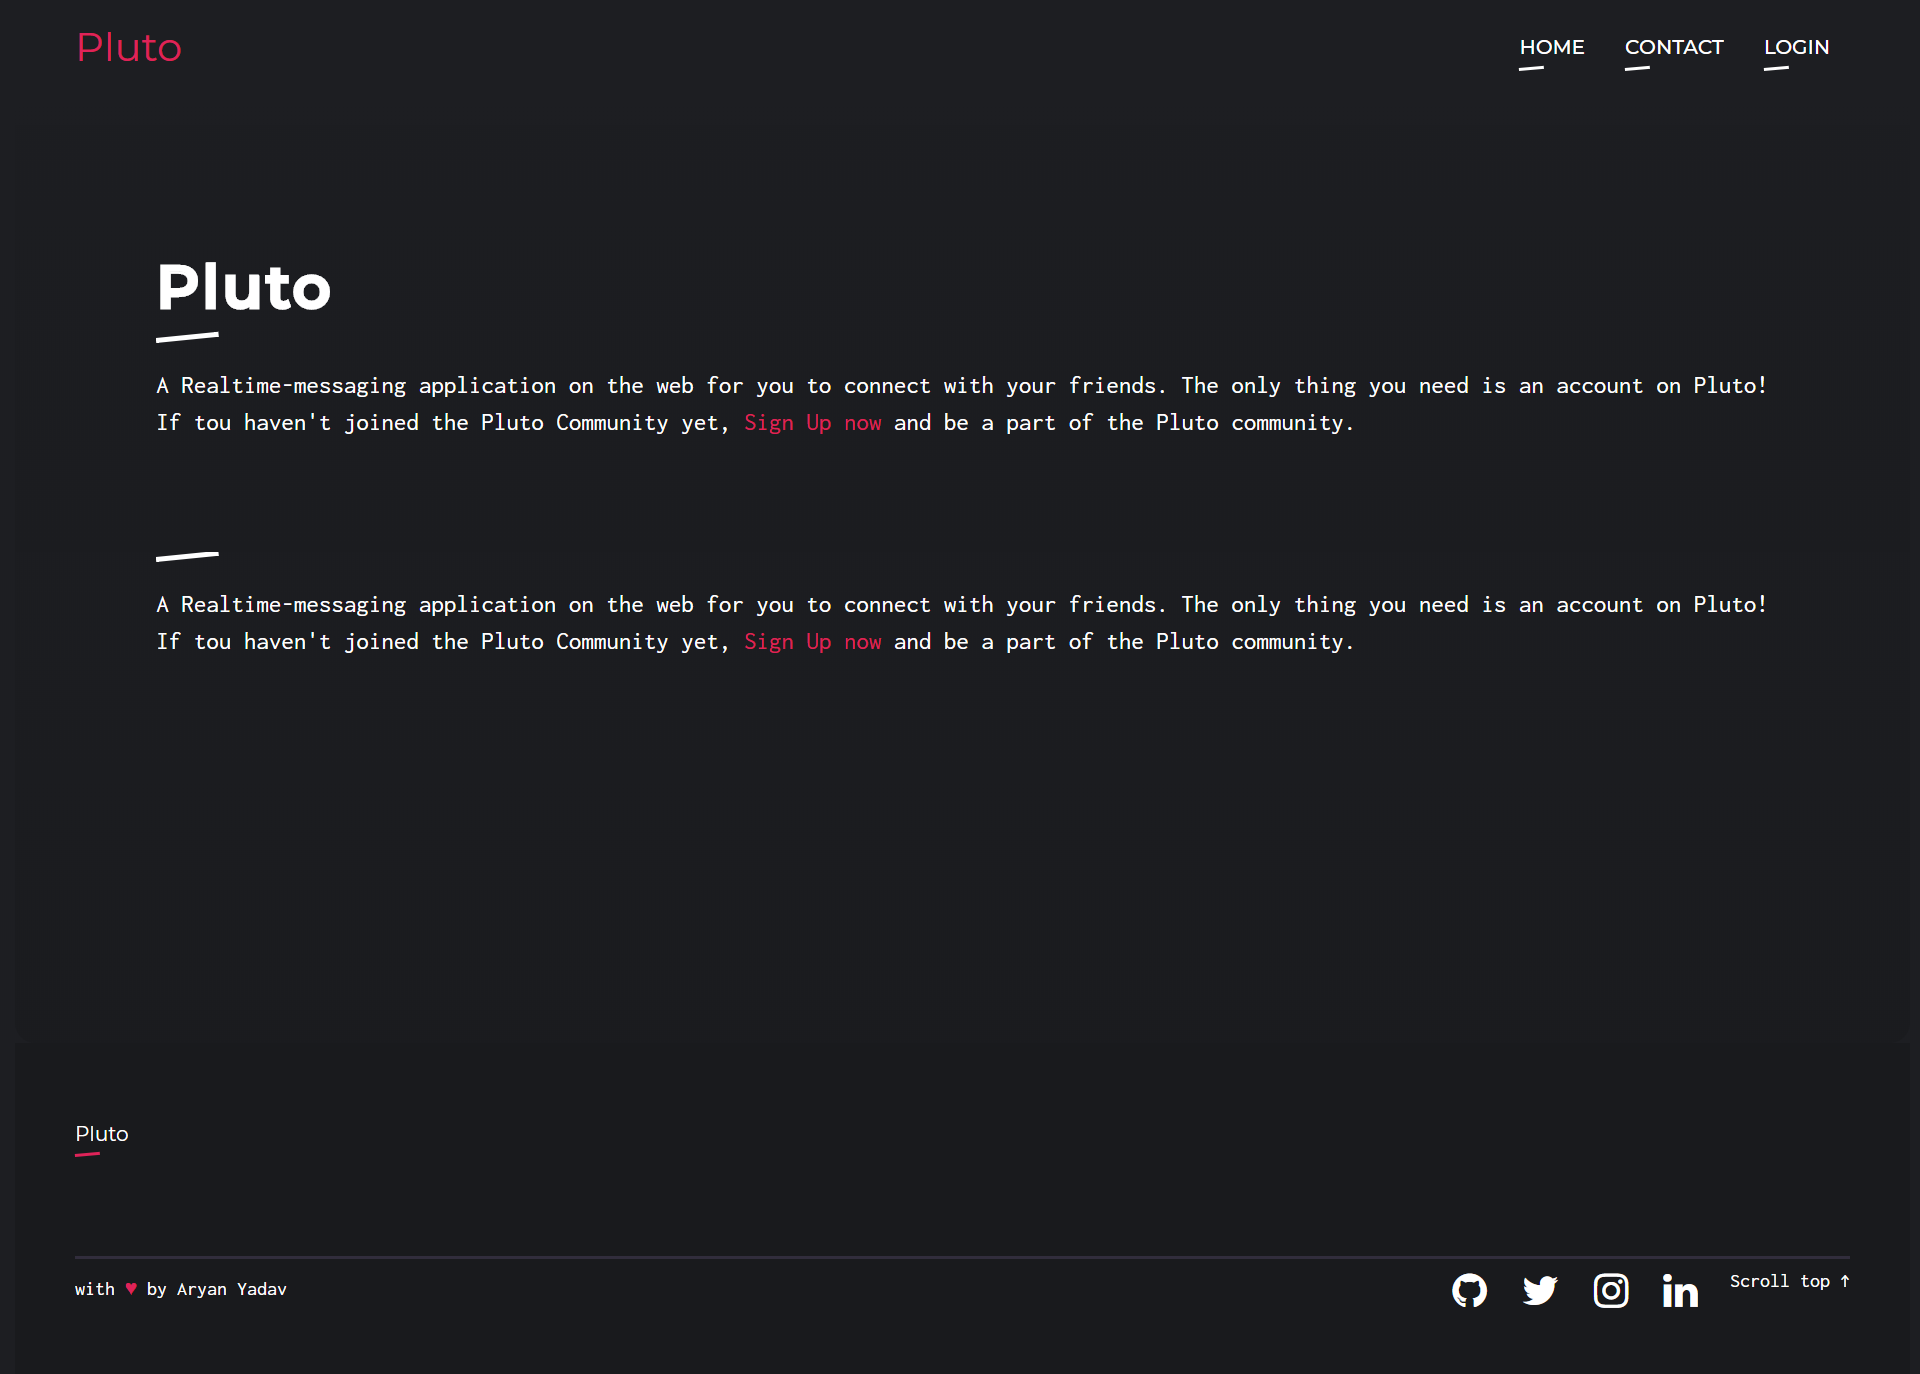 Pluto
HOME CONTACT LOGIN
Pluto
A Realtime-messaging application on the web for you to connect with your friends. The only thing you need is an account on Pluto!
If tou haven't joined the Pluto Community yet, Sign Up now and be a part of the Pluto community.
A Realtime-messaging application on the web for you to connect with your friends. The only thing you need is an account on Pluto!
If tou haven't joined the Pluto Community yet, Sign Up now and be a part of the Pluto community.
Pluto
with ♥ by Aryan Yadav
Scroll top ↑